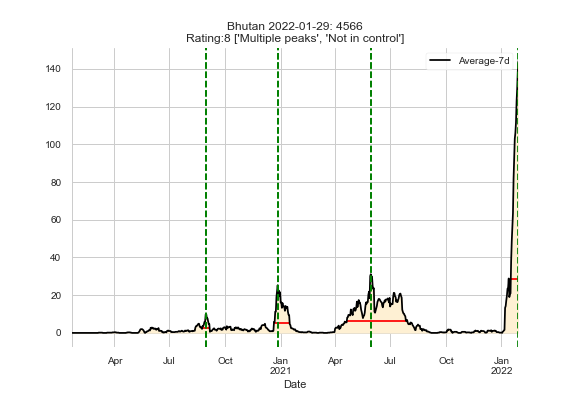 Bhutan 2022-01-29: 4566
Rating:8 ['Multiple peaks', 'Not in control']
Average-7d
140
120
100
80
60
40
20
0
Apr Jul Oct Jan Apr Jul Oct Jan
2021 2022
Date